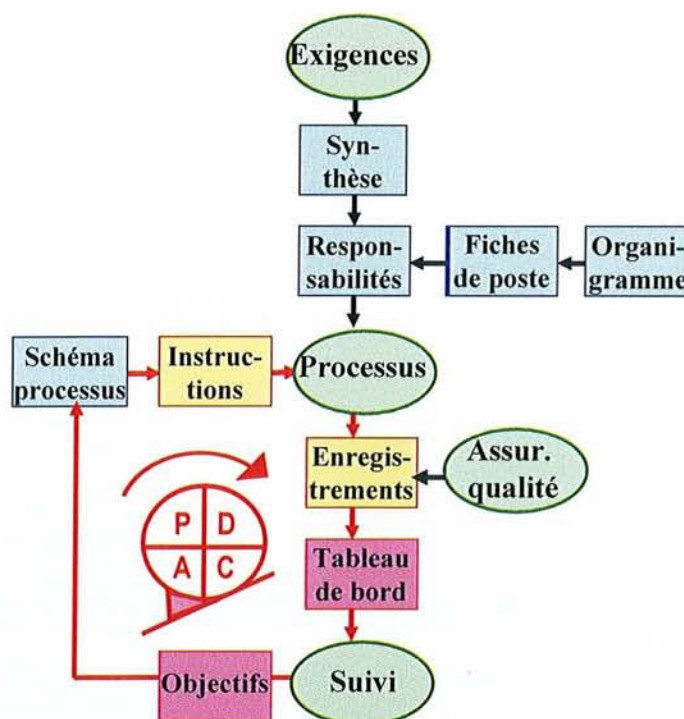 Exigences
Syn-
thèse
Respon-
sabilités
Fiches
de poste
Organi-
gramme
Schéma
processus
Instruc-
tions
Processus
Enregis-
trements
Assur.
qualité
P D
A C
Tableau
de bord
Objectifs
Suivi